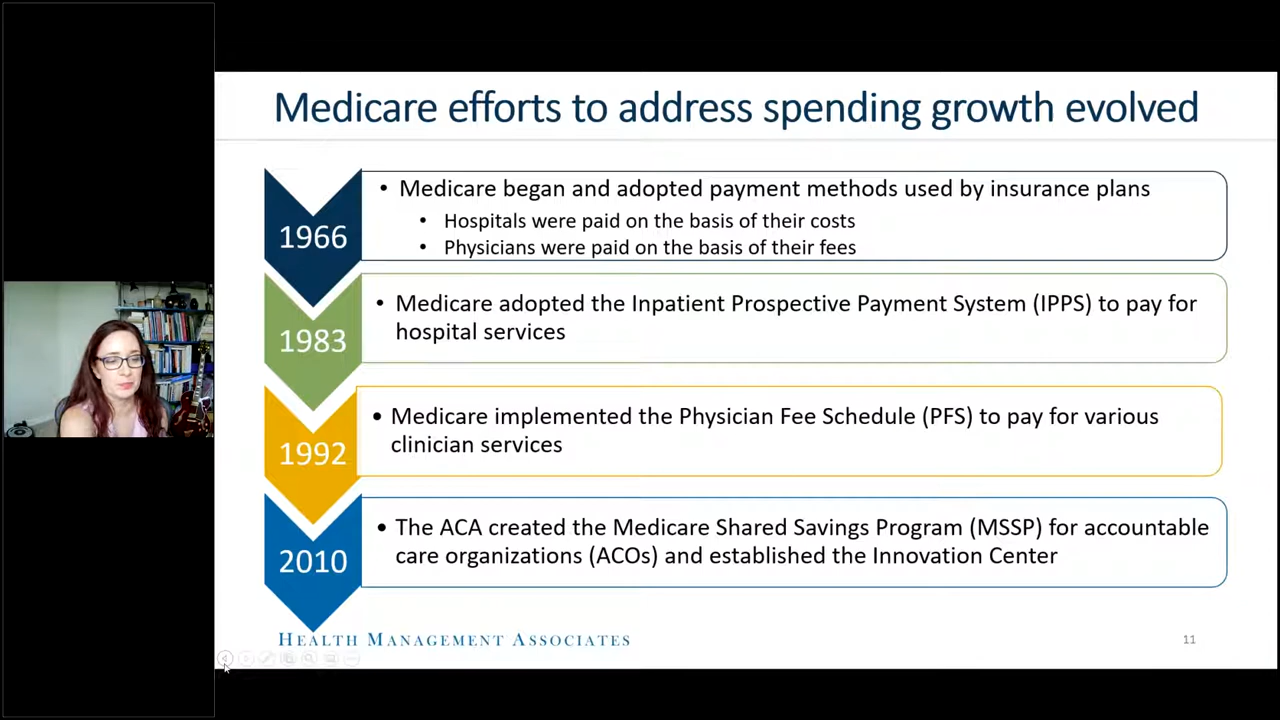 Medicare efforts to address spending growth evolved
1966
• Medicare began and adopted payment methods used by insurance plans
• Hospitals were paid on the basis of their costs
• Physicians were paid on the basis of their fees
1983
• Medicare adopted the Inpatient Prospective Payment System (IPPS) to pay for
hospital services
1992
• Medicare implemented the Physician Fee Schedule (PFS) to pay for various
clinician services
2010
• The ACA created the Medicare Shared Savings Program (MSSP) for accountable
care organizations (ACOs) and established the Innovation Center
HEALTH MANAGEMENT ASSOCIATES
11